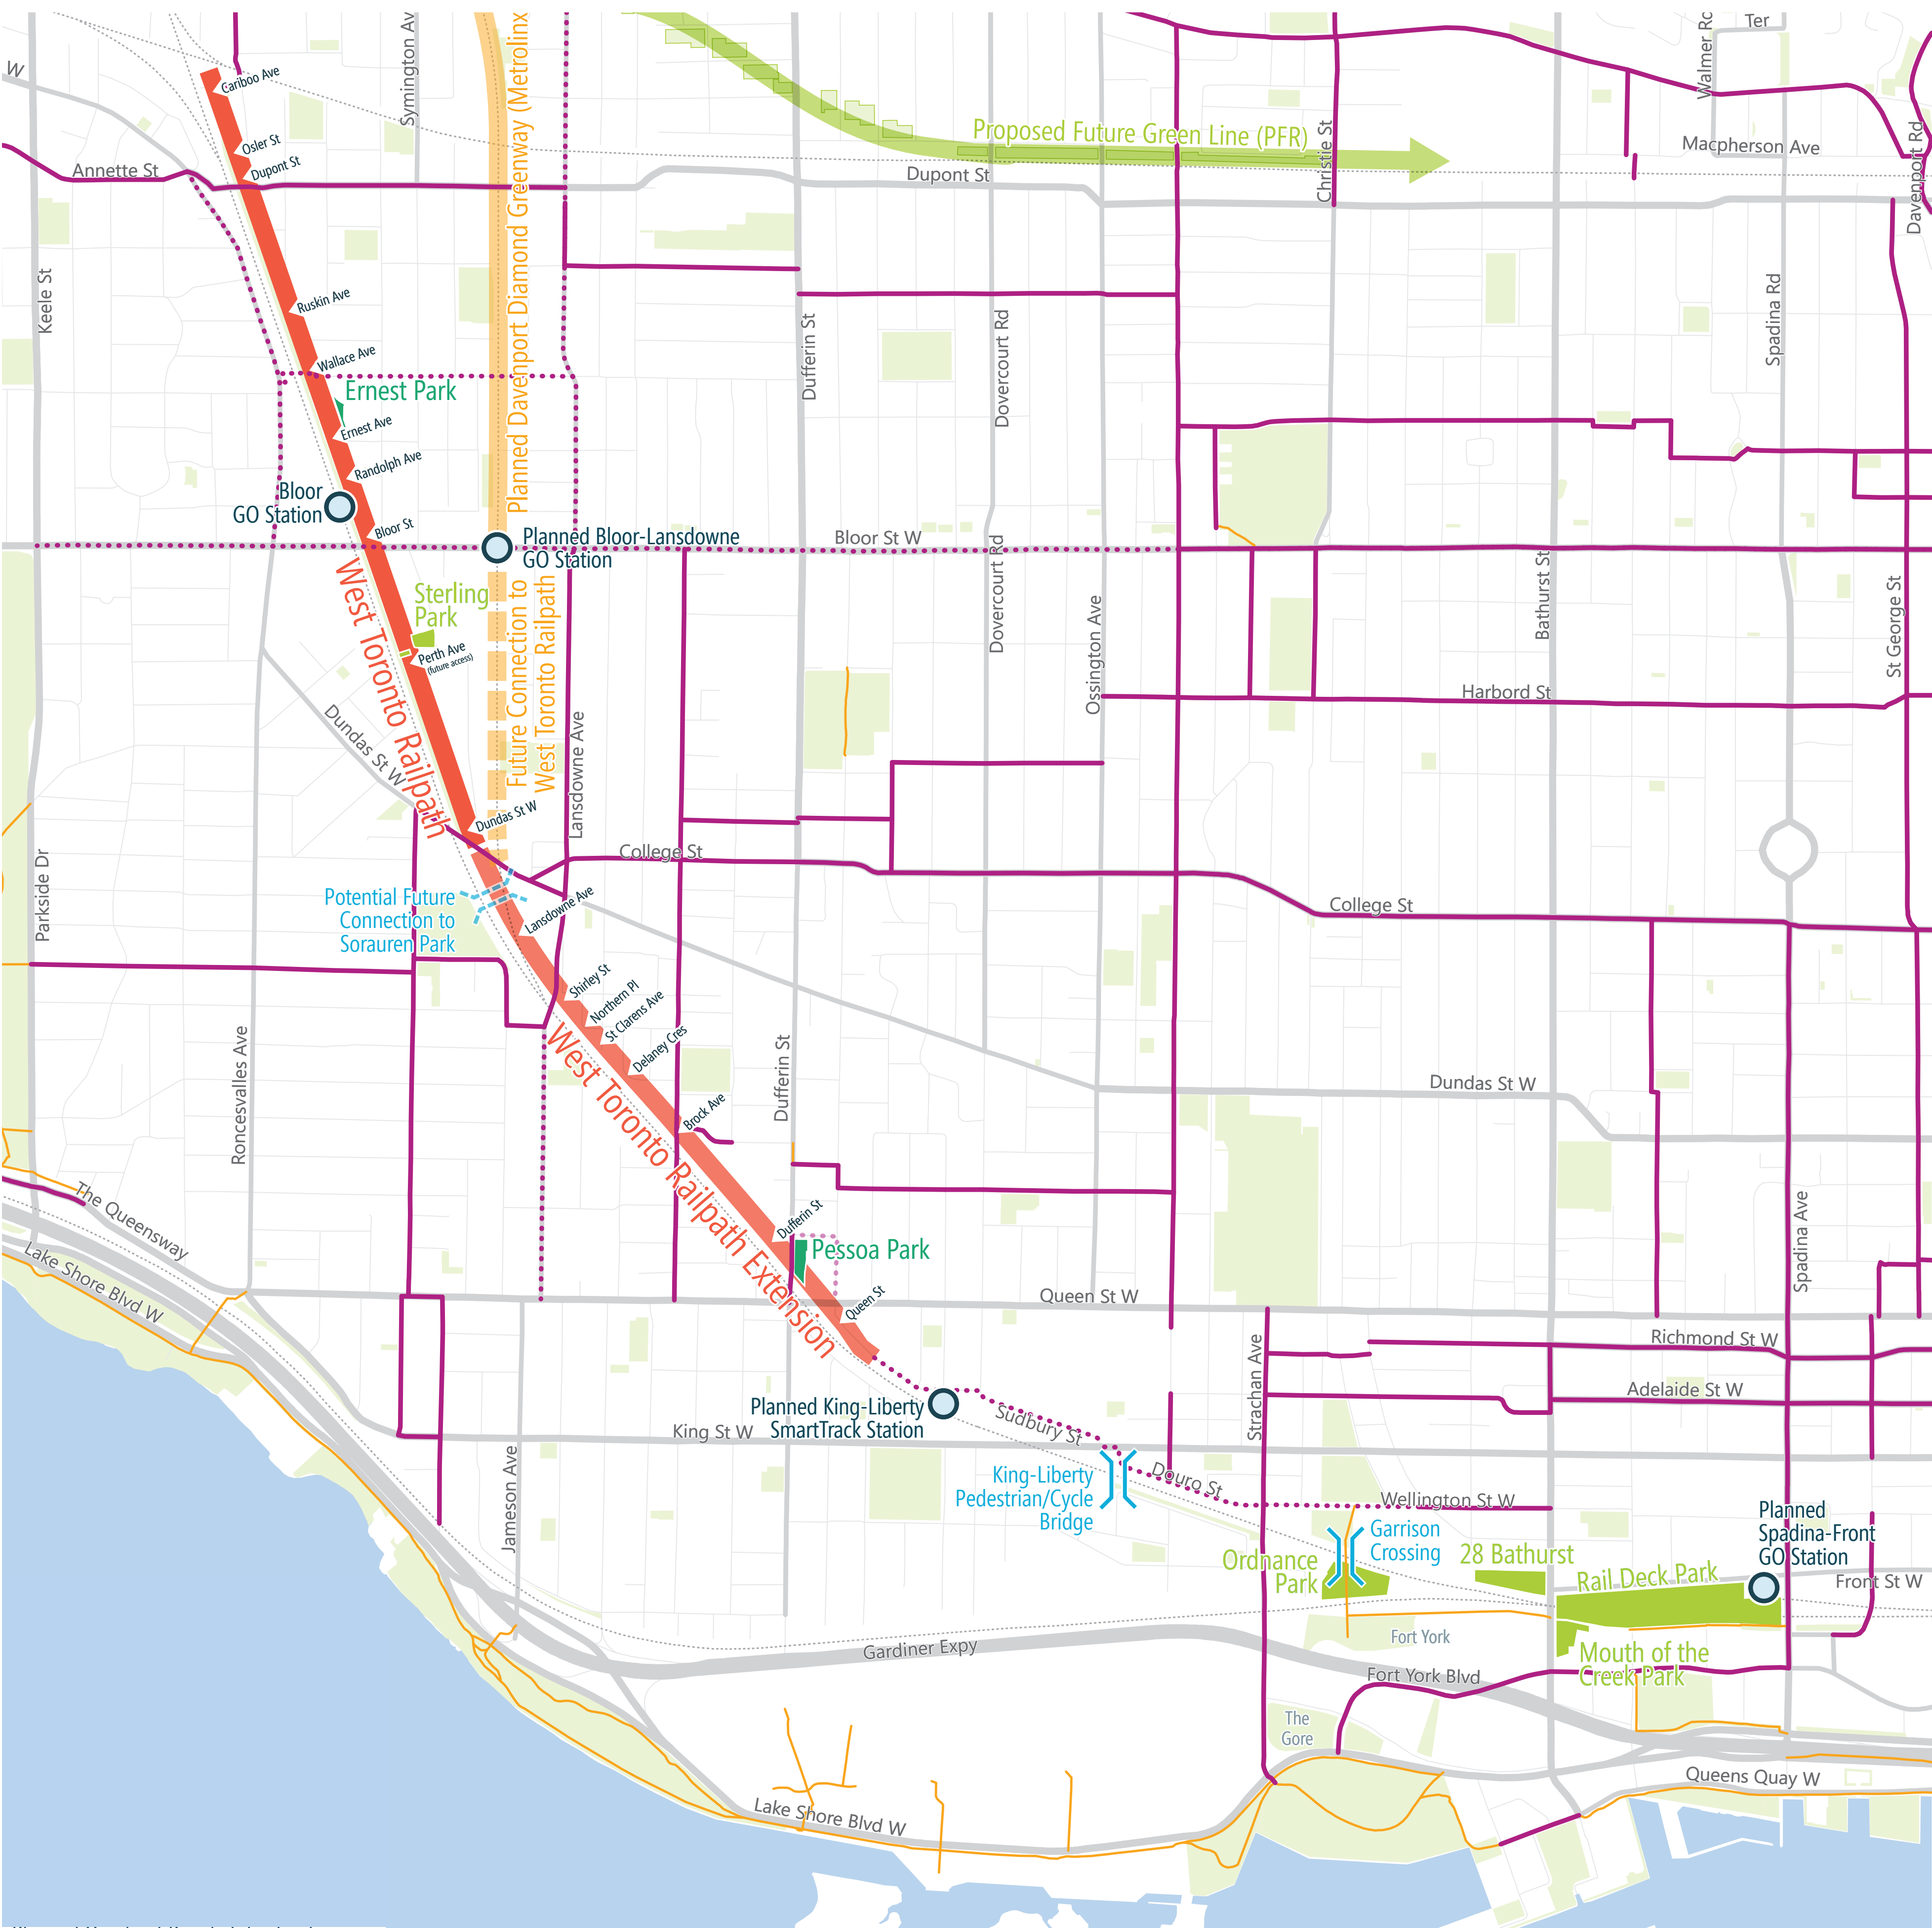 W
Cariboo Ave
Symington Av
Planned Davenport Diamond Greenway (Metrolinx
Proposed Future Green Line (PFR)
Christie St
Walmer Rd
Ter
Macpherson Ave
Davenport Rd
Osler St
Dupont St
Annette St
Dupont St
Keele St
Ruskin Ave
Wallace Ave
Dufferin St
Dovercourt Rd
Spadina Rd
Ernest Park
Ernest Ave
Randolph Ave
Bloor
GO Station
Bloor St
Planned Bloor-Lansdowne
GO Station
Bloor St W
Dovercourt Rd
Bathurst St
St George St
Sterling
Park
Perth Ave
(future access)
West Toronto Railpath
Future Connection to
West Toronto Railpath
Ossington Ave
Harbord St
Dundas St W
Lansdowne Ave
Dundas St W
College St
College St
Parkside Dr
Potential Future
Connection to
Sorauren Park
Lansdowne Ave
Shirley St
Northern Pl
St Clarens Ave
Delaney Cres
Roncesvalles Ave
West Toronto Railpath Extension
Brock Ave
Dufferin St
Dundas St W
The Queensway
Lake Shore Blvd W
Dufferin St
Pessoa Park
Queen St
Queen St W
Spadina Ave
Richmond St W
Strachan Ave
Adelaide St W
Planned King-Liberty
SmartTrack Station
King St W
Sudbury St
Jameson Ave
King-Liberty
Pedestrian/Cycle
Bridge
Douro St
Wellington St W
Garrison
Crossing
Ordnance
Park
28 Bathurst
Rail Deck Park
Planned
Spadina-Front
GO Station
Front St W
Fort York
Mouth of the
Creek Park
Gardiner Expy
Fort York Blvd
The
Gore
Queens Quay W
Lake Shore Blvd W